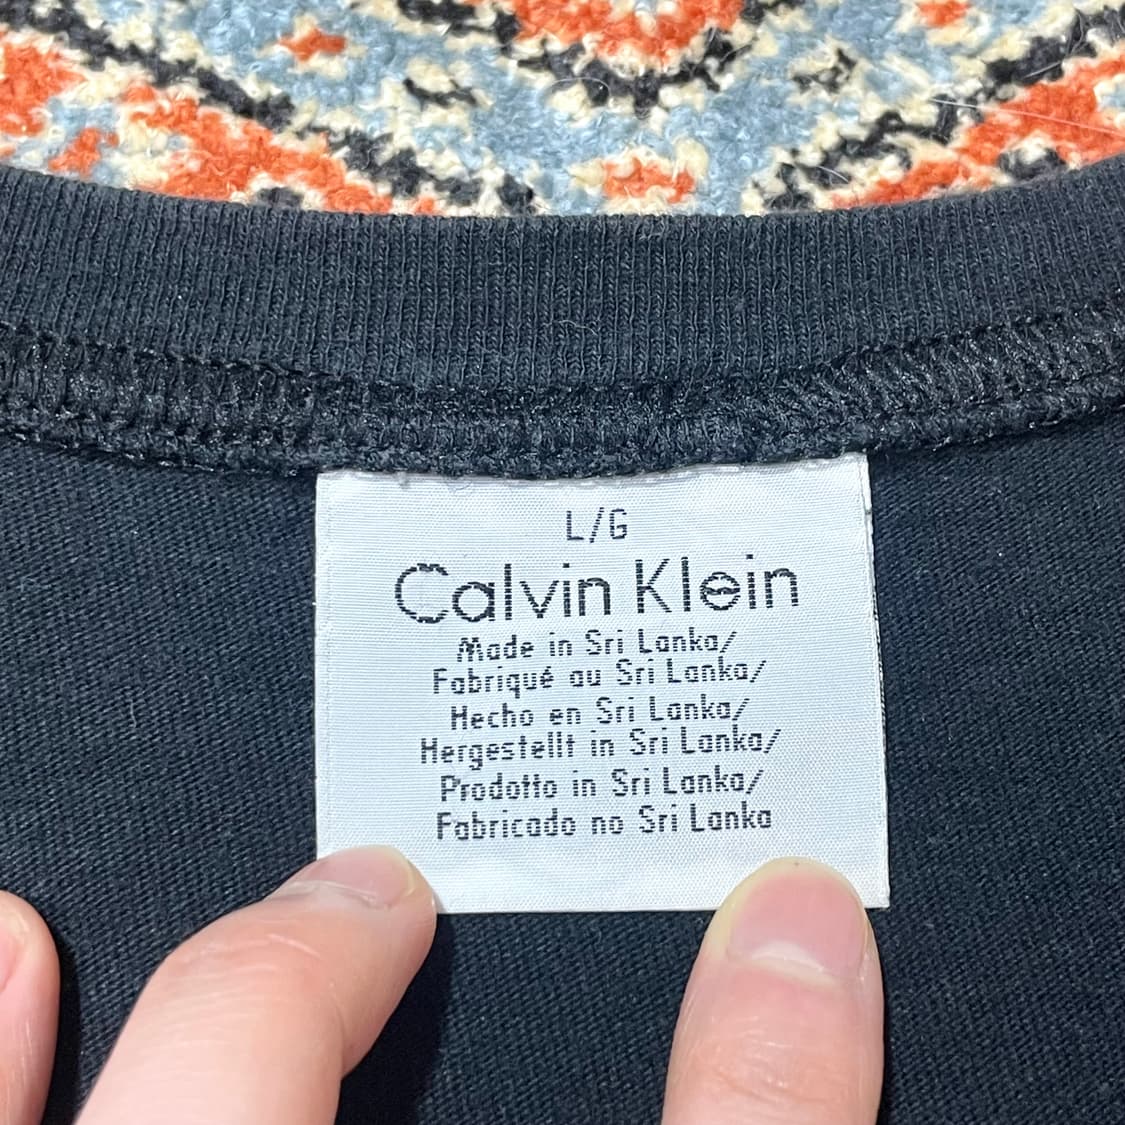 L/G
Calvin Klein
Made in Sri Lanka/
Fabriqué au Sri Lanka/
Hecho en Sri Lanka/
Hergestellt in Sri Lanka/
Prodotto in Sri Lanka/
Fabricado no Sri Lanka